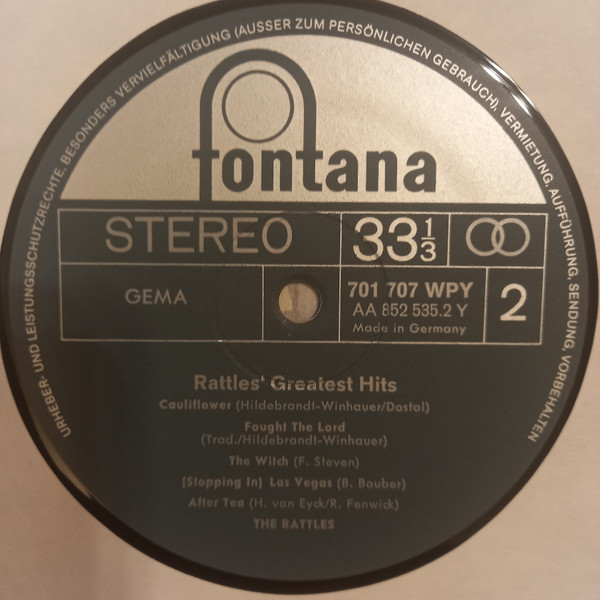 URHEBER- UND LEISTUNGSSCHUTZRECHTE, BESONDERS VERVIELFÄLTIGUNG (AUSSER ZUM PERSÖNLICHEN GEBRAUCH), VERMIETUNG, AUFFÜHRUNG, SENDUNG, VORBEHALTEN
fontana
STEREO
33 1/3
GEMA
701 707 WPY
AA 852 535.2 Y
Made in Germany
2
Rattles' Greatest Hits
Cauliflower (Hildebrandt-Winhauer/Dostal)
Fought The Lord
(Trad./Hildebrandt-Winhauer)
The Witch (F. Steven)
(Stopping In) Las Vegas (B. Bouber)
After Tea (H. van Eyck/R. Fenwick)
THE RATTLES